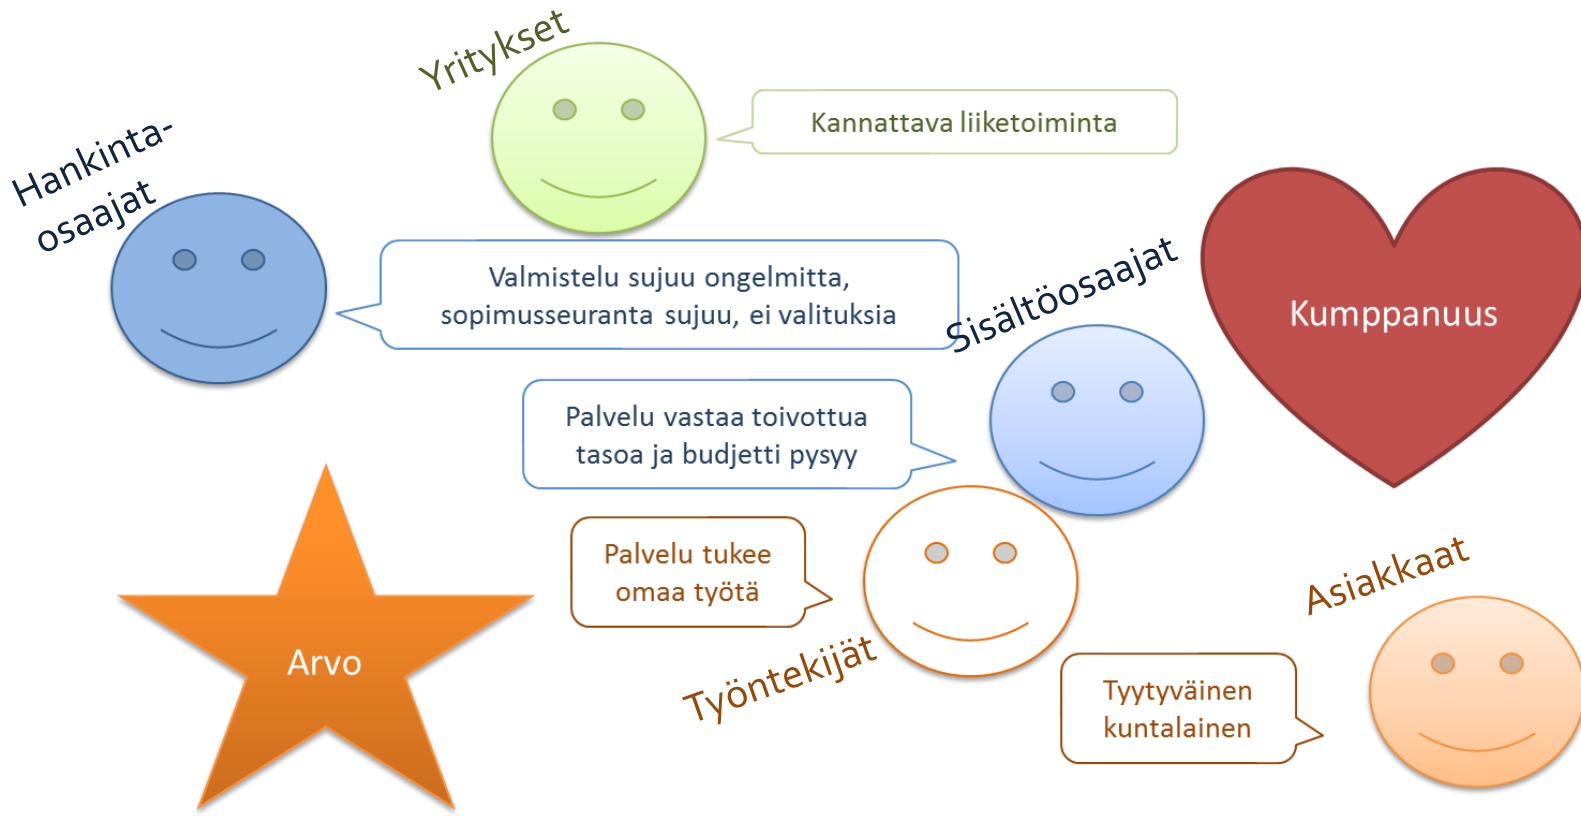 Yritykset
Kannattava liiketoiminta
Hankinta-
osaajat
Valmistelu sujuu ongelmitta,
sopimusseuranta sujuu, ei valituksia
Sisältöosaajat
Kumppanuus
Palvelu vastaa toivottua
tasoa ja budjetti pysyy
Palvelu tukee
omaa työtä
Työntekijät
Arvo
Asiakkaat
Tyytyväinen
kuntalainen